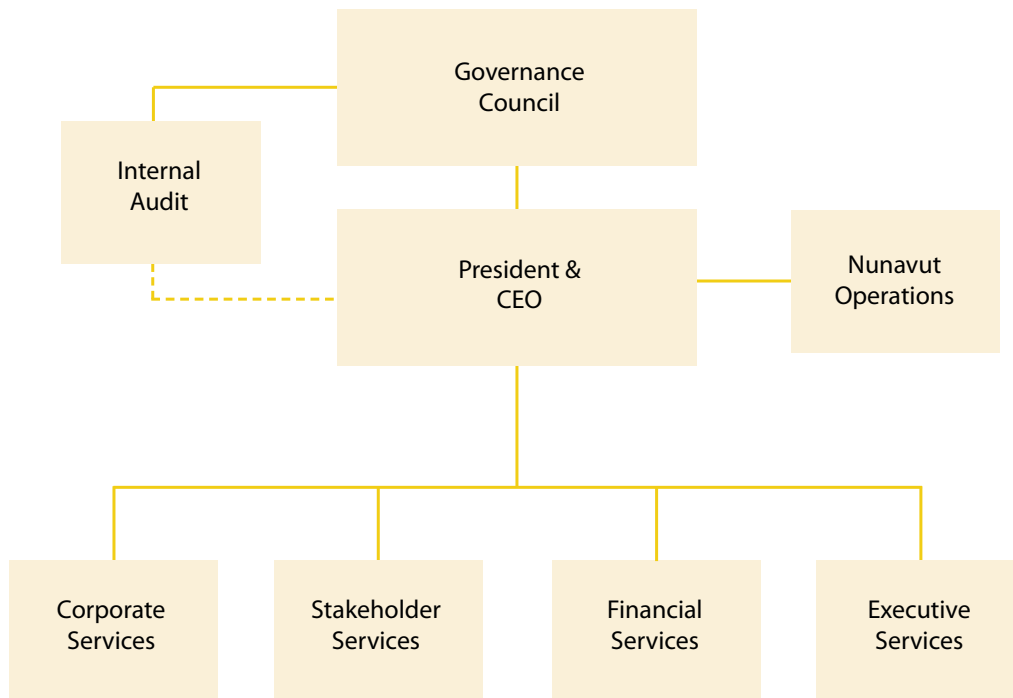 Governance
Council
Internal
Audit
President &
CEO
Nunavut
Operations
Corporate
Services
Stakeholder
Services
Financial
Services
Executive
Services